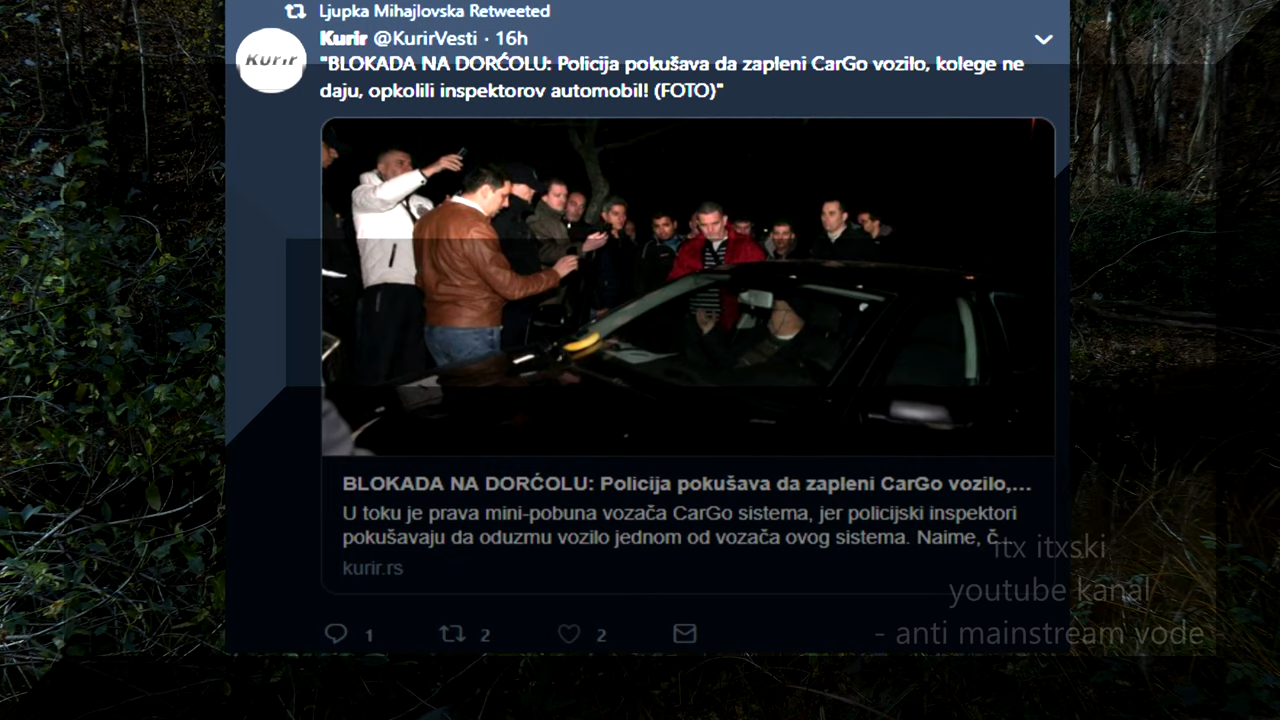 Ljupka Mihajlovska Retweeted
Kurir @KurirVesti · 16h
Kurir
"BLOKADA NA DORĆOLU: Policija pokušava da zapleni CarGo vozilo, kolege ne
daju, opkolili inspektorov automobil! (FOTO)"
BLOKADA NA DORĆOLU: Policija pokušava da zapleni CarGo vozilo,...
U toku je prava mini-pobuna vozača CarGo sistema, jer policijski inspektori
pokušavaju da oduzmu vozilo jednom od vozača ovog sistema. Naime, č...
kurir.rs
1 2 2
itx itxski
youtube kanal
- anti mainstream vode